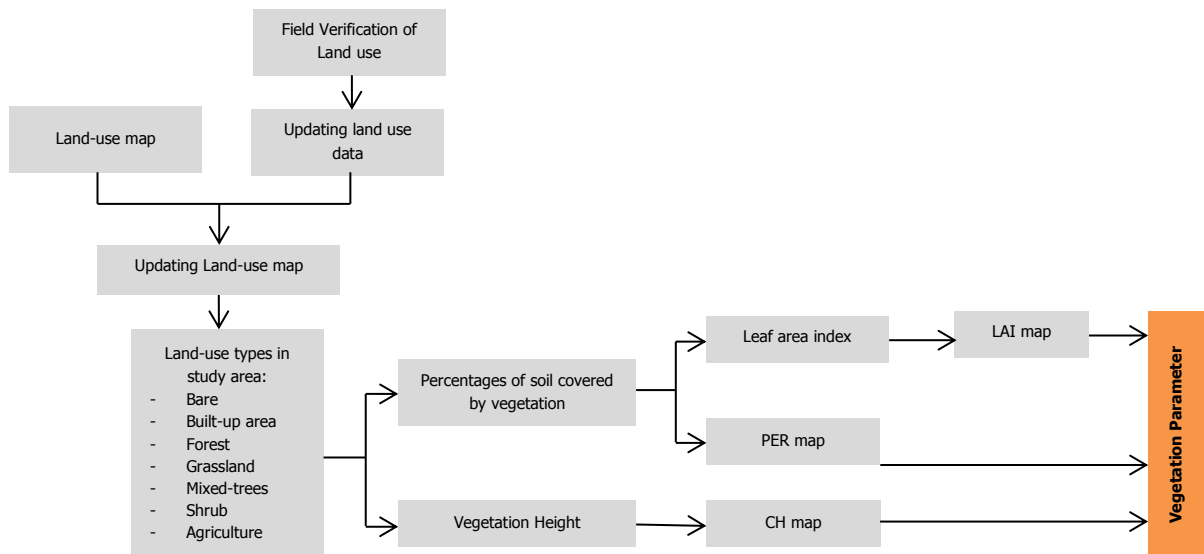 Field Verification of
Land use
Land-use map
Updating land use
data
Updating Land-use map
Land-use types in
study area:
- Bare
- Built-up area
- Forest
- Grassland
- Mixed-trees
- Shrub
- Agriculture
Percentages of soil covered
by vegetation
Vegetation Height
Leaf area index
LAI map
PER map
CH map
Vegetation Parameter